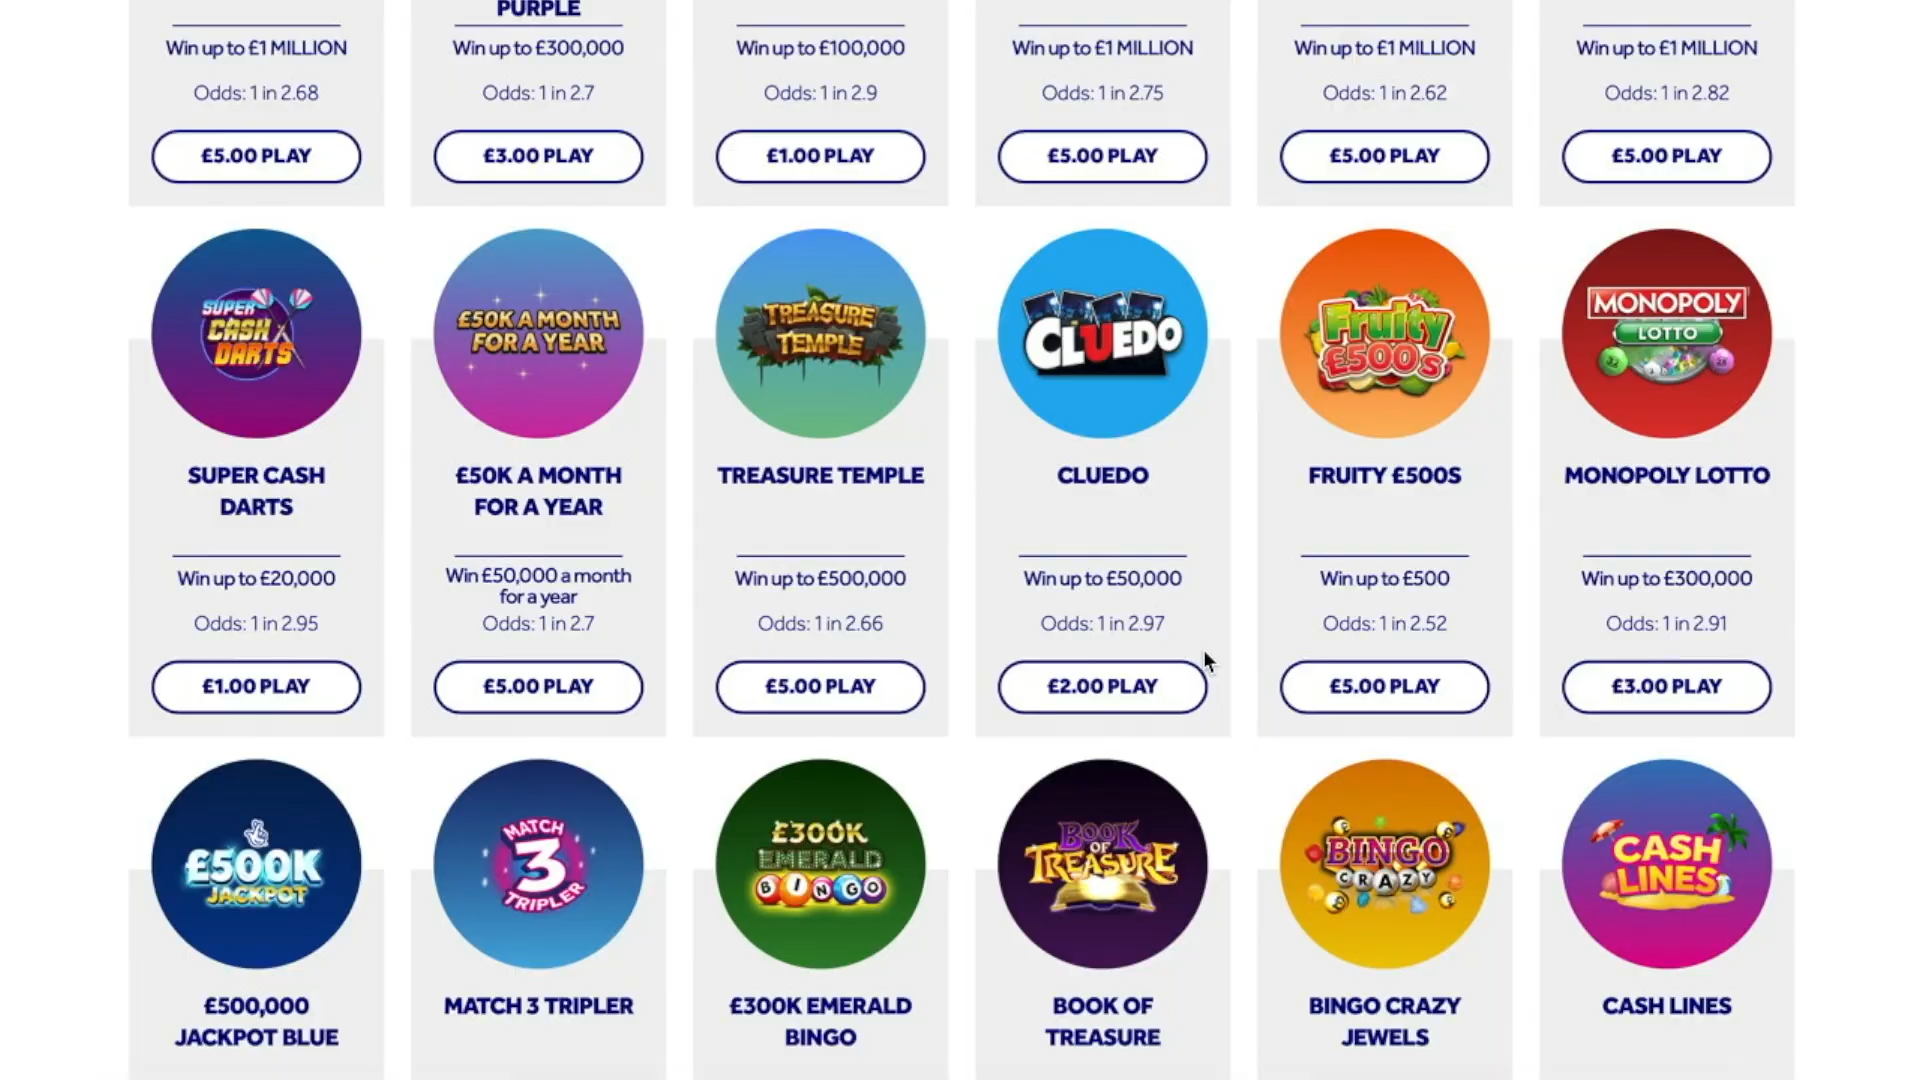 PURPLE
Win up to £1 MILLION
Win up to £300,000
Win up to £100,000
Win up to £1 MILLION
Win up to £1 MILLION
Win up to £1 MILLION
Odds: 1 in 2.68
Odds: 1 in 2.7
Odds: 1 in 2.9
Odds: 1 in 2.75
Odds: 1 in 2.62
Odds: 1 in 2.82
£5.00 PLAY
£3.00 PLAY
£1.00 PLAY
£5.00 PLAY
£5.00 PLAY
£5.00 PLAY
SUPER
CASH
DARTS
£50K A MONTH
FOR A YEAR
TREASURE
TEMPLE
CLUEDO
Fruity
£500s
MONOPOLY
LOTTO
SUPER CASH
DARTS
£50K A MONTH
FOR A YEAR
TREASURE TEMPLE
CLUEDO
FRUITY £500S
MONOPOLY LOTTO
Win up to £20,000
Win £50,000 a month
for a year
Win up to £500,000
Win up to £50,000
Win up to £500
Win up to £300,000
Odds: 1 in 2.95
Odds: 1 in 2.7
Odds: 1 in 2.66
Odds: 1 in 2.97
Odds: 1 in 2.52
Odds: 1 in 2.91
£1.00 PLAY
£5.00 PLAY
£5.00 PLAY
£2.00 PLAY
£5.00 PLAY
£3.00 PLAY
£500K
JACKPOT
MATCH
3
TRIPLER
£300K
EMERALD
BINGO
BOOK
OF
TREASURE
BINGO
CRAZY
CASH
LINES
£500,000
JACKPOT BLUE
MATCH 3 TRIPLER
£300K EMERALD
BINGO
BOOK OF
TREASURE
BINGO CRAZY
JEWELS
CASH LINES